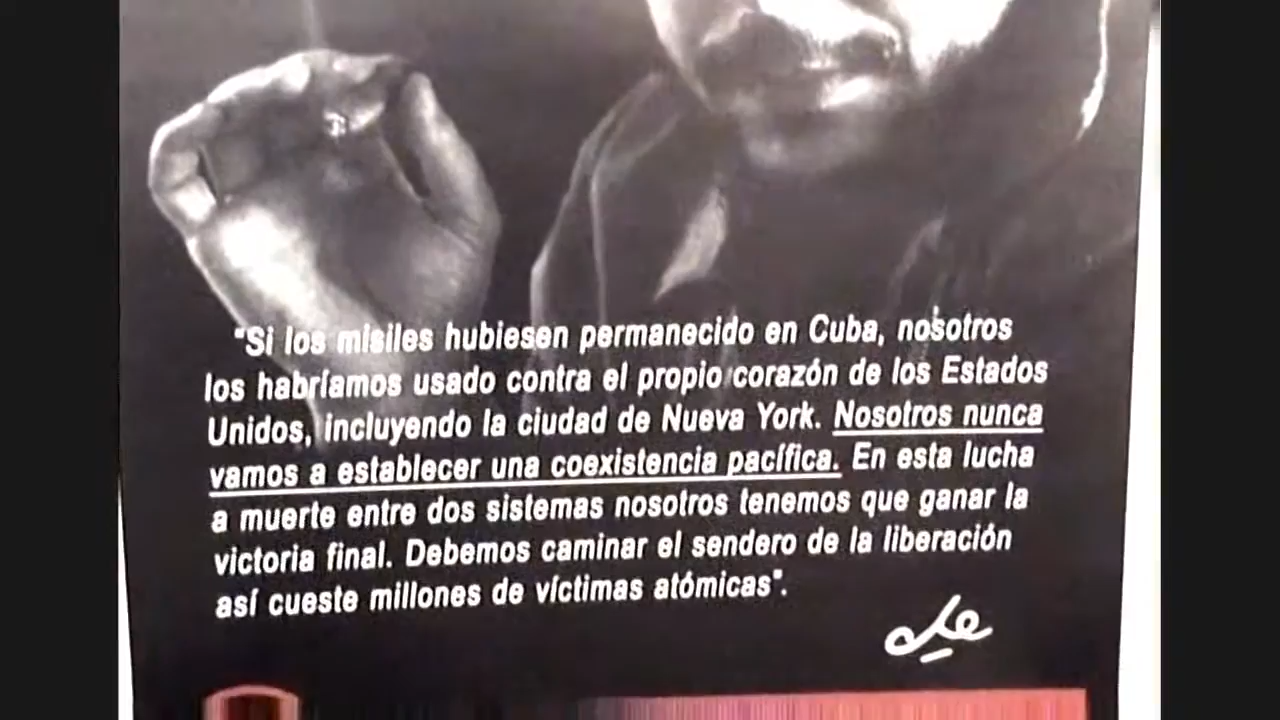 "Si los misiles hubiesen permanecido en Cuba, nosotros
los habríamos usado contra el propio corazón de los Estados
Unidos, incluyendo la ciudad de Nueva York. Nosotros nunca
vamos a establecer una coexistencia pacífica. En esta lucha
a muerte entre dos sistemas nosotros tenemos que ganar la
victoria final. Debemos caminar el sendero de la liberación
así cueste millones de víctimas atómicas".
che